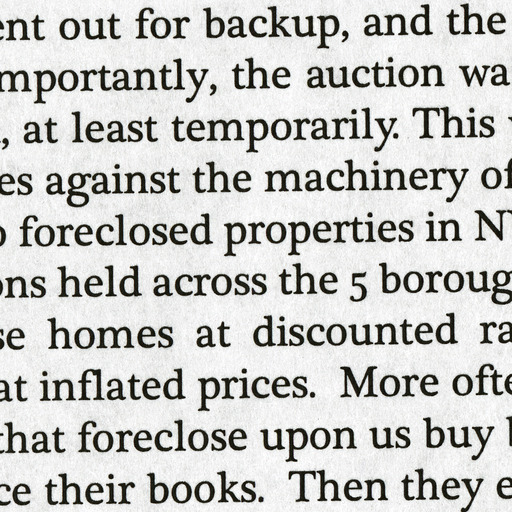 ent out for backup, and the
mportantly, the auction wa
, at least temporarily. This
es against the machinery of
o foreclosed properties in NY
ons held across the 5 boroug
se homes at discounted ra
at inflated prices. More ofte
that foreclose upon us buy
ce their books. Then they e